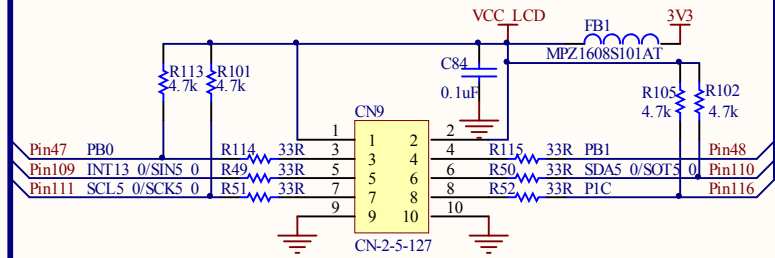 VCC_LCD FB1 3V3
MPZ1608S101AT
R113 R101 C84 R105 R102
4.7k 4.7k 0.1uF 4.7k 4.7k
CN9
1 1 2 2
Pin47 PB0 R114 33R 3 3 4 4 R115 33R PB1 Pin48
Pin109 INT13_0/SIN5_0 R49 33R 5 5 6 6 R50 33R SDA5_0/SOT5_0 Pin110
Pin111 SCL5_0/SCK5_0 R51 33R 7 7 8 8 R52 33R P1C Pin116
9 9 10 10
CN-2-5-127